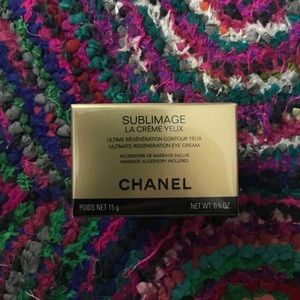 SUBLIMAGE
LA CRÈME YEUX
ULTIME RÉGÉNÉRATION CONTOUR YEUX
ULTIMATE REGENERATION EYE CREAM
ACCESSOIRE DE MASSAGE INCLUS
MASSAGE ACCESSORY INCLUDED
CHANEL
POIDS NET 15 g NET WT. 0.5 OZ.